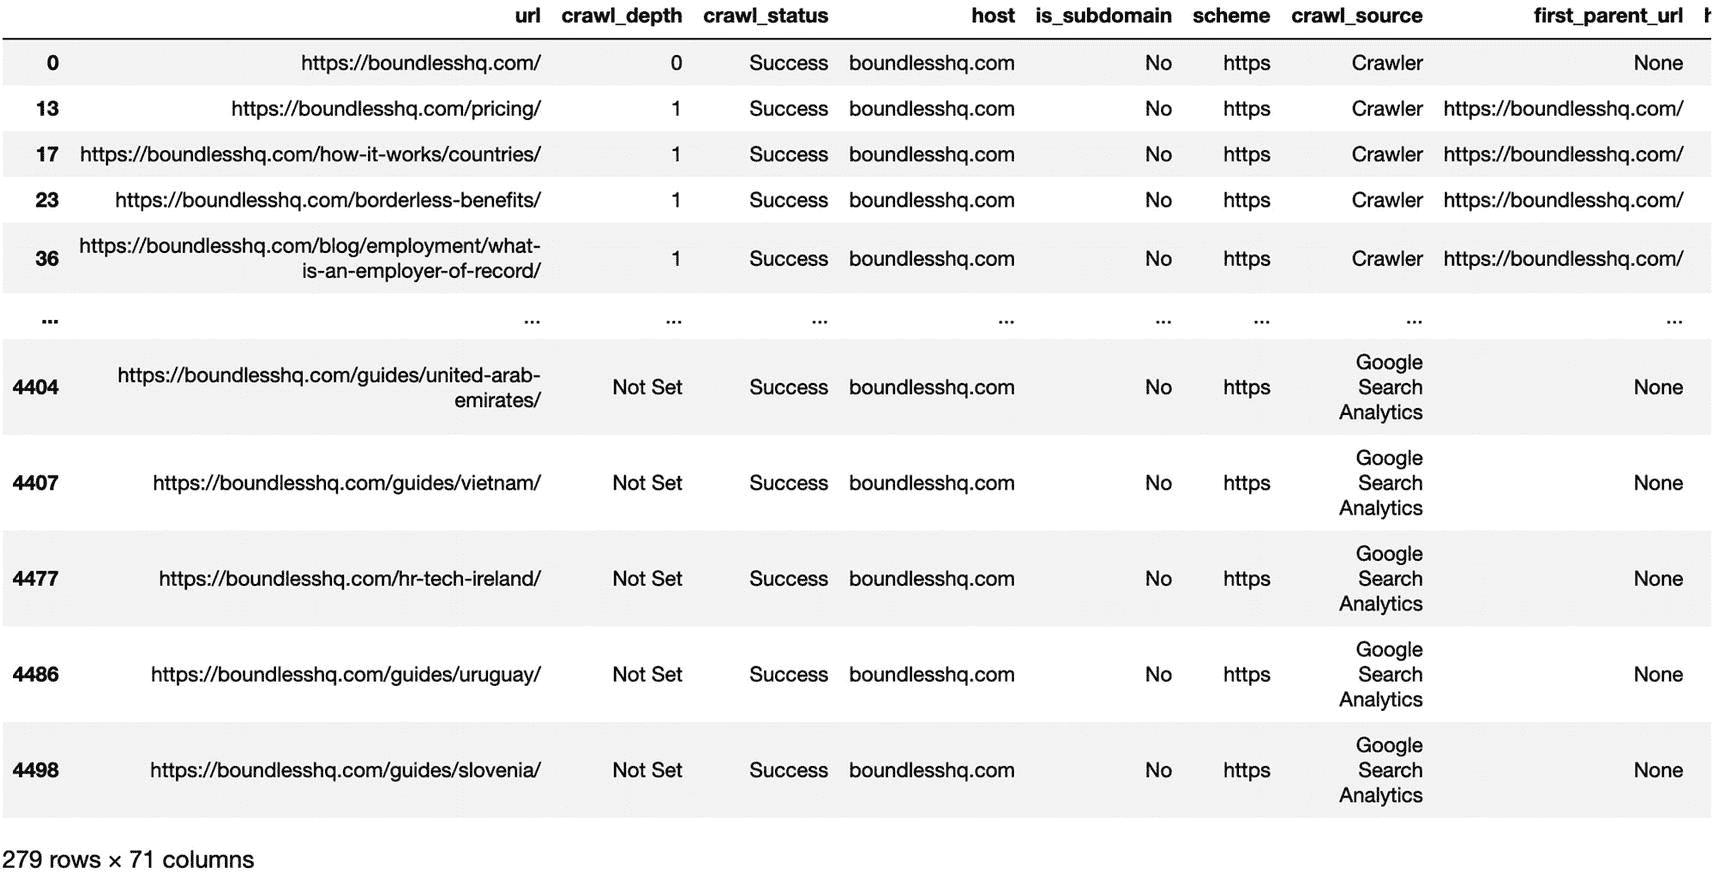 url crawl_depth crawl_status host is_subdomain scheme crawl_source first_parent_url
0 https://boundlesshq.com/ 0 Success boundlesshq.com No https Crawler None
13 https://boundlesshq.com/pricing/ 1 Success boundlesshq.com No https Crawler https://boundlesshq.com/
17 https://boundlesshq.com/how-it-works/countries/ 1 Success boundlesshq.com No https Crawler https://boundlesshq.com/
23 https://boundlesshq.com/borderless-benefits/ 1 Success boundlesshq.com No https Crawler https://boundlesshq.com/
https://boundlesshq.com/blog/employment/what-
36 1 Success boundlesshq.com No https Crawler https://boundlesshq.com/
is-an-employer-of-record/
... ... ... ... ... ... ... ... ...
Google
https://boundlesshq.com/guides/united-arab-
4404 Not Set Success boundlesshq.com No https Search None
emirates/
Analytics
Google
4407 https://boundlesshq.com/guides/vietnam/ Not Set Success boundlesshq.com No https Search None
Analytics
Google
4477 https://boundlesshq.com/hr-tech-ireland/ Not Set Success boundlesshq.com No https Search None
Analytics
Google
4486 https://boundlesshq.com/guides/uruguay/ Not Set Success boundlesshq.com No https Search None
Analytics
Google
4498 https://boundlesshq.com/guides/slovenia/ Not Set Success boundlesshq.com No https Search None
Analytics
279 rows × 71 columns